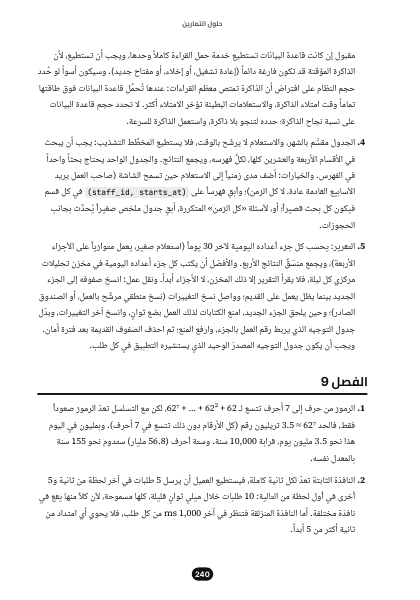 حلول التمارين
مقبول إن كانت قاعدة البيانات تستطيع خدمة حمل القراءة كاملاً وحدها، ويجب أن تستطيع، لأن
الذاكرة المؤقتة قد تكون فارغة دائماً (إعادة تشغيل، أو إخلاء، أو مفتاح جديد). وسيكون أسوأ لو حُدد
حجم النظام على افتراض أن الذاكرة تمتص معظم القراءات: عندها تُحمَّل قاعدة البيانات فوق طاقتها
تماماً وقت امتلاء الذاكرة، والاستعلامات البطيئة تؤخر الامتلاء أكثر. لا تحدد حجم قاعدة البيانات
على نسبة نجاح الذاكرة؛ حدده لتنجو بلا ذاكرة، واستعمل الذاكرة للسرعة.
4. الجدول مقسَّم بالشهر، والاستعلام لا يرشّح بالوقت، فلا يستطيع المخطِّط التشذيب: يجب أن يبحث
في الأقسام الأربعة والعشرين كلها، لكلٍّ فهرسه، ويجمع النتائج. والجدول الواحد يحتاج بحثاً واحداً
في الفهرس. والخيارات: أضف مدى زمنياً إلى الاستعلام حين تسمح الشاشة (صاحب العمل يريد
الأسابيع القادمة عادة، لا كل الزمن)؛ وأبقِ فهرساً على (staff_id, starts_at) في كل قسم
فيكون كل بحث قصيراً؛ أو، لأسئلة «كل الزمن» المتكررة، أبقِ جدول ملخص صغيراً يُحدَّث بجانب
الحجوزات.
5. التقرير: يحسب كل جزء أعداده اليومية لآخر 30 يوماً (استعلام صغير، يعمل متوازياً على الأجزاء
الأربعة)، ويجمع منسّقٌ النتائج الأربع. والأفضل أن يكتب كل جزء أعداده اليومية في مخزن تحليلات
مركزي كل ليلة، فلا يقرأ التقرير إلا ذلك المخزن، لا الأجزاء أبداً. ونقل عمل: انسخ صفوفه إلى الجزء
الجديد بينما يظل يعمل على القديم؛ وواصل نسخ التغييرات (نسخ منطقي مرشّح بالعمل، أو الصندوق
الصادر)؛ وحين يلحق الجزء الجديد، امنع الكتابات لذلك العمل بضع ثوانٍ، وانسخ آخر التغييرات، وبدّل
جدول التوجيه الذي يربط رقم العمل بالجزء، وارفع المنع؛ ثم احذف الصفوف القديمة بعد فترة أمان.
ويجب أن يكون جدول التوجيه المصدرَ الوحيد الذي يستشيره التطبيق في كل طلب.
الفصل 9
1. الرموز من حرف إلى 7 أحرف تتسع لـ 62 + 62² + ... + 62⁷، لكن مع التسلسل تعدّ الرموز صعوداً
فقط، فالحد 62⁷ ≈ 3.5 تريليون رقم (كل الأرقام دون ذلك تتسع في 7 أحرف). وبمليون في اليوم
هذا نحو 3.5 مليون يوم، قرابة 10,000 سنة. وستة أحرف (56.8 مليار) ستدوم نحو 155 سنة
بالمعدل نفسه.
2. النافذة الثابتة تعدّ لكل ثانية كاملة، فيستطيع العميل أن يرسل 5 طلبات في آخر لحظة من ثانية و5
أخرى في أول لحظة من التالية: 10 طلبات خلال ميلي ثوانٍ قليلة، كلها مسموحة، لأن كلاً منها يقع في
نافذة مختلفة. أما النافذة المنزلقة فتنظر في آخر 1,000 ms من كل طلب، فلا يحوي أي امتداد من
ثانية أكثر من 5 أبداً.
240